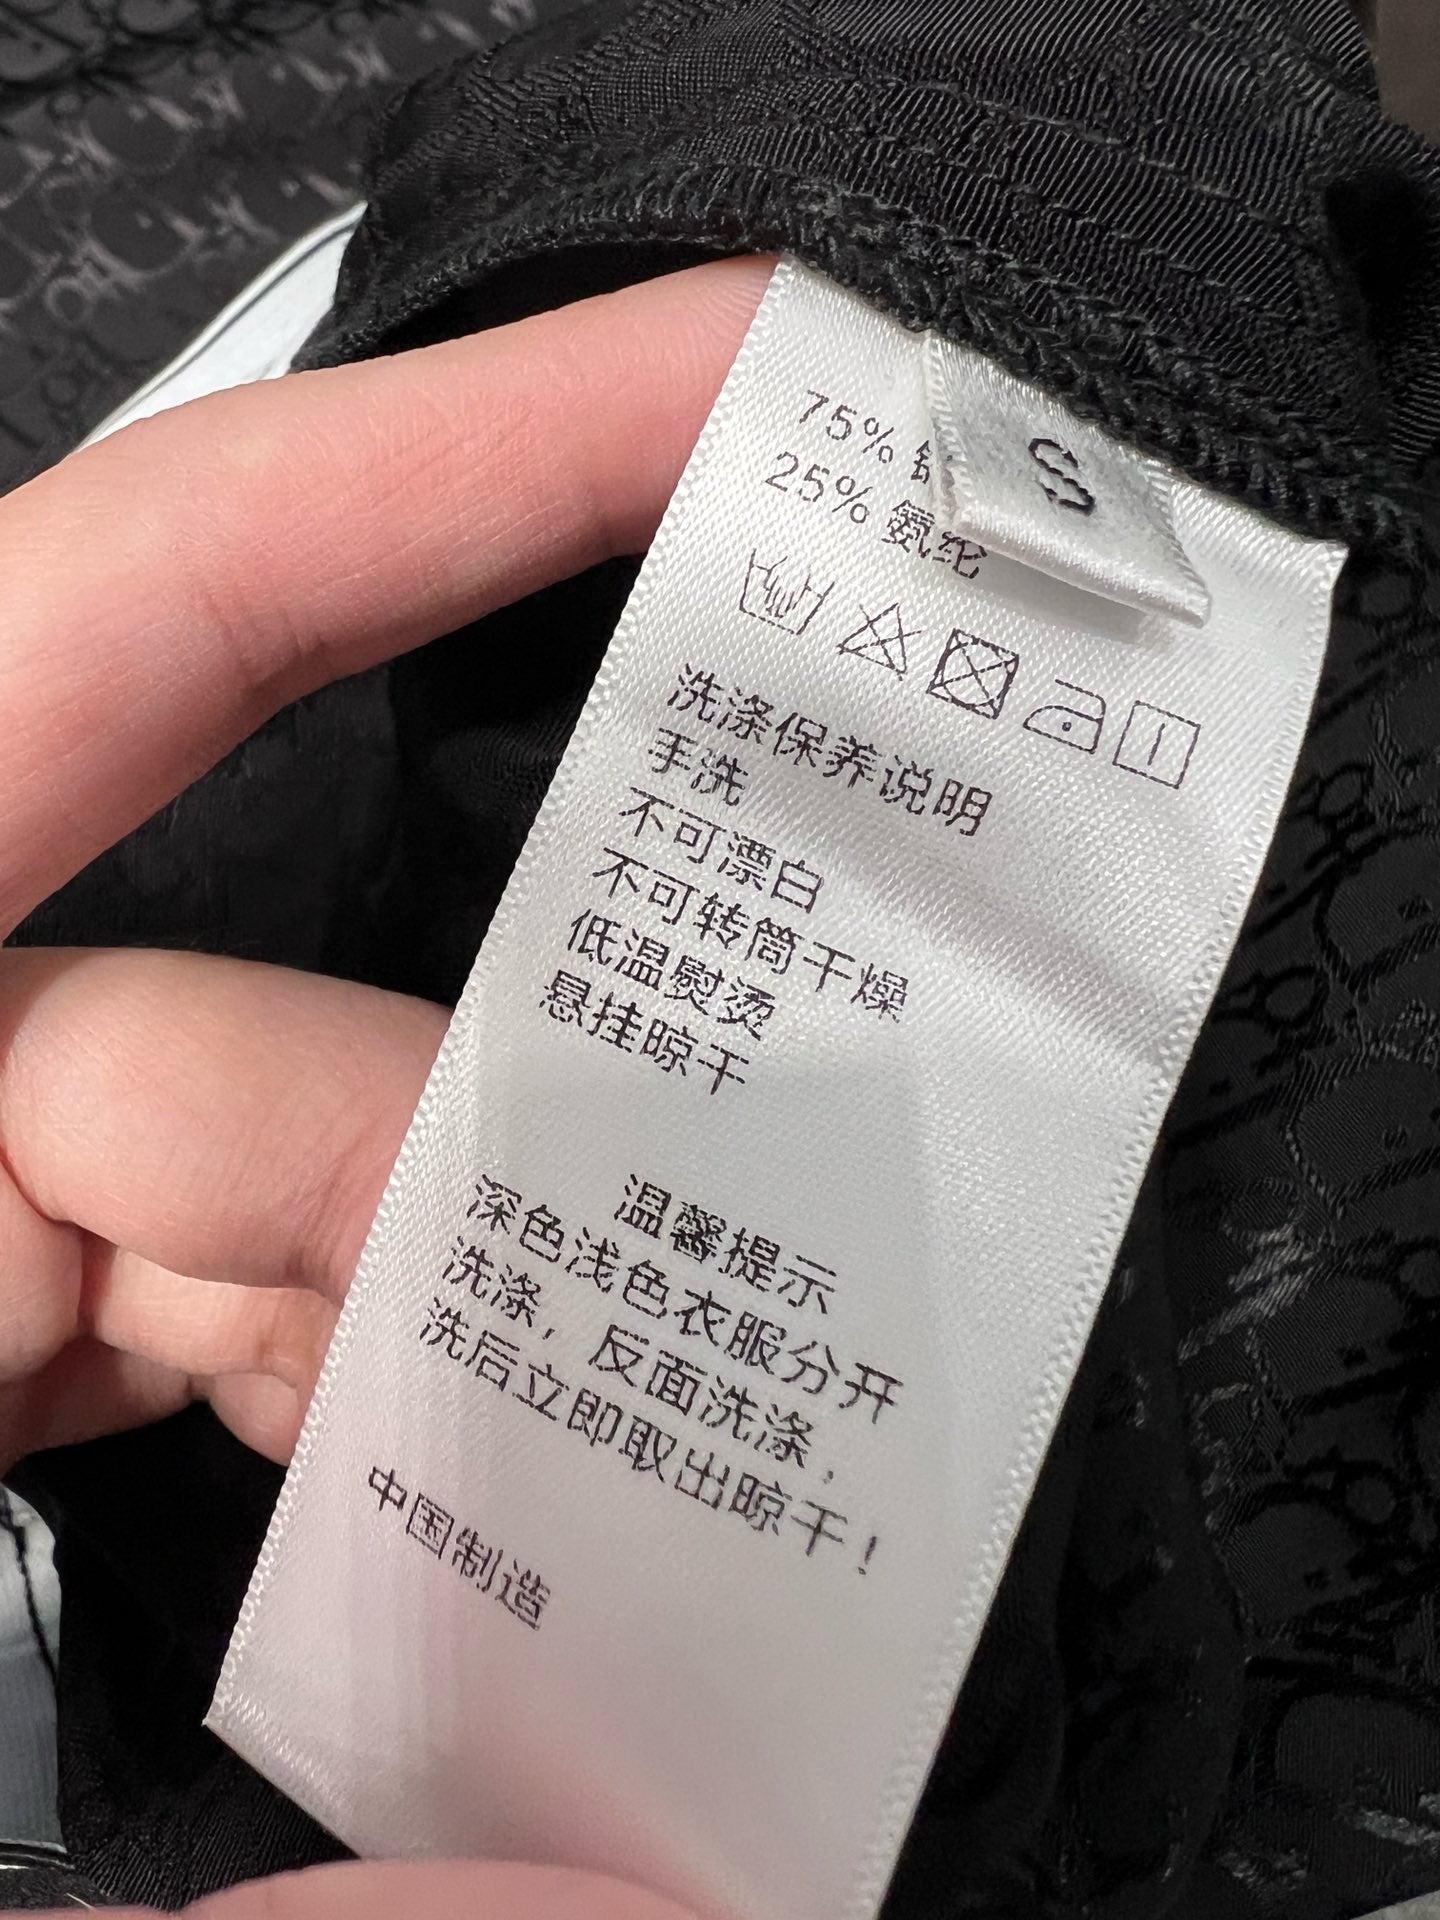 S
75%
25% 氨纶
洗涤保养说明
手洗
不可漂白
不可转筒干燥
低温熨烫
悬挂晾干
温馨提示
深色浅色衣服分开
洗涤，反面洗涤，
洗后立即取出晾干！
中国制造